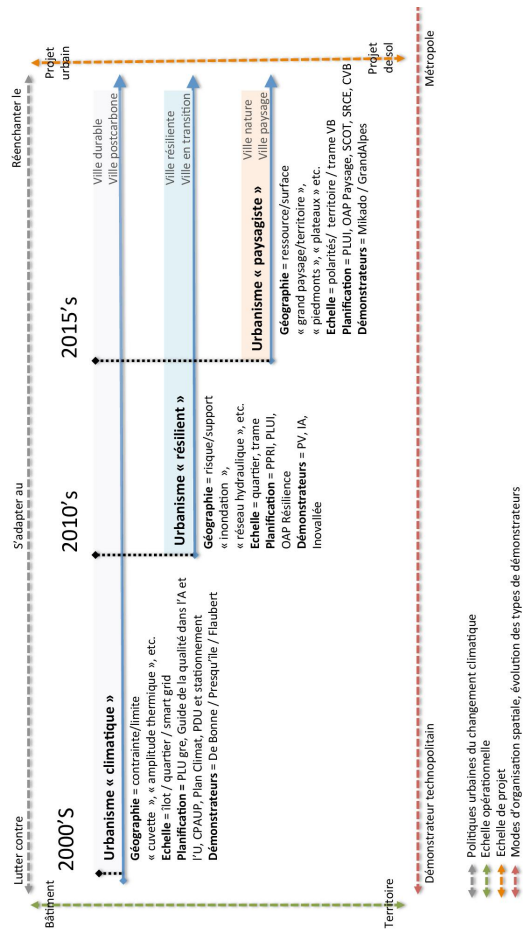 Lutter contre
S'adapter au
Réenchanter le
Bâtiment
Projet
urbain
2000'S
2010's
2015's
Urbanisme « climatique »
Ville durable
Ville postcarbone
Géographie = contrainte/limite
« cuvette », « amplitude thermique », etc.
Echelle = îlot / quartier / smart grid
Planification = PLU gre, Guide de la qualité dans l'A et
l'U, CPAUP, Plan Climat, PDU et stationnement
Démonstrateurs = De Bonne / Presqu'île / Flaubert
Urbanisme « résilient »
Ville résiliente
Ville en transition
Géographie = risque/support
« inondation »,
« réseau hydraulique », etc.
Echelle = quartier, trame
Planification = PPRI, PLUI,
OAP Résilience
Démonstrateurs = PV, IA,
Inovallée
Urbanisme « paysagiste »
Ville nature
Ville paysage
Géographie = ressource/surface
« grand paysage/territoire »,
« piedmonts », « plateaux » etc.
Echelle = polarités/ territoire / trame VB
Planification = PLUI, OAP Paysage, SCOT, SRCE, CVB
Démonstrateurs = Mikado / GrandAlpes
Territoire
Projet
de sol
Démonstrateur technopolitain
Métropole
Politiques urbaines du changement climatique
Echelle opérationnelle
Echelle de projet
Modes d'organisation spatiale, évolution des types de démonstrateurs